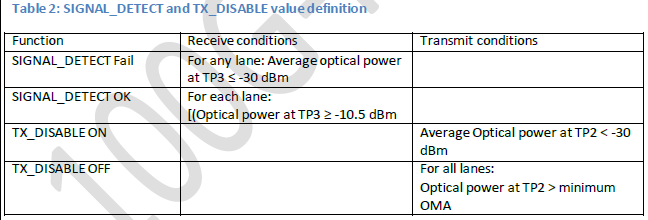 Table 2: SIGNAL_DETECT and TX_DISABLE value definition
Function Receive conditions Transmit conditions
SIGNAL_DETECT Fail For any lane: Average optical power
at TP3 ≤ -30 dBm
SIGNAL_DETECT OK For each lane:
[(Optical power at TP3 ≥ -10.5 dBm
TX_DISABLE ON Average Optical power at TP2 < -30
dBm
TX_DISABLE OFF For all lanes:
Optical power at TP2 > minimum
OMA
100G-